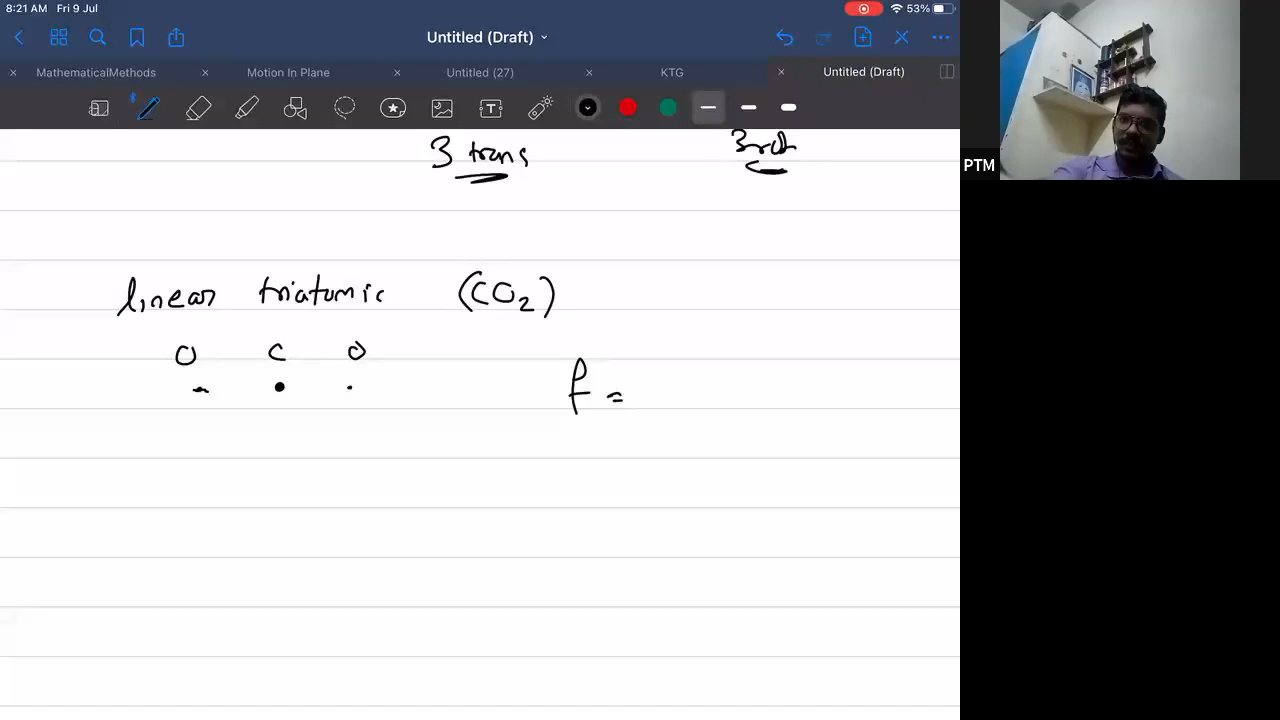 8:21 AM Fri 9 Jul 53%
Untitled (Draft)
MathematicalMethods Motion In Plane Untitled (27) KTG Untitled (Draft)
PTM
3 trans 3 rot
linear triatomic (CO2)
O C O
f =